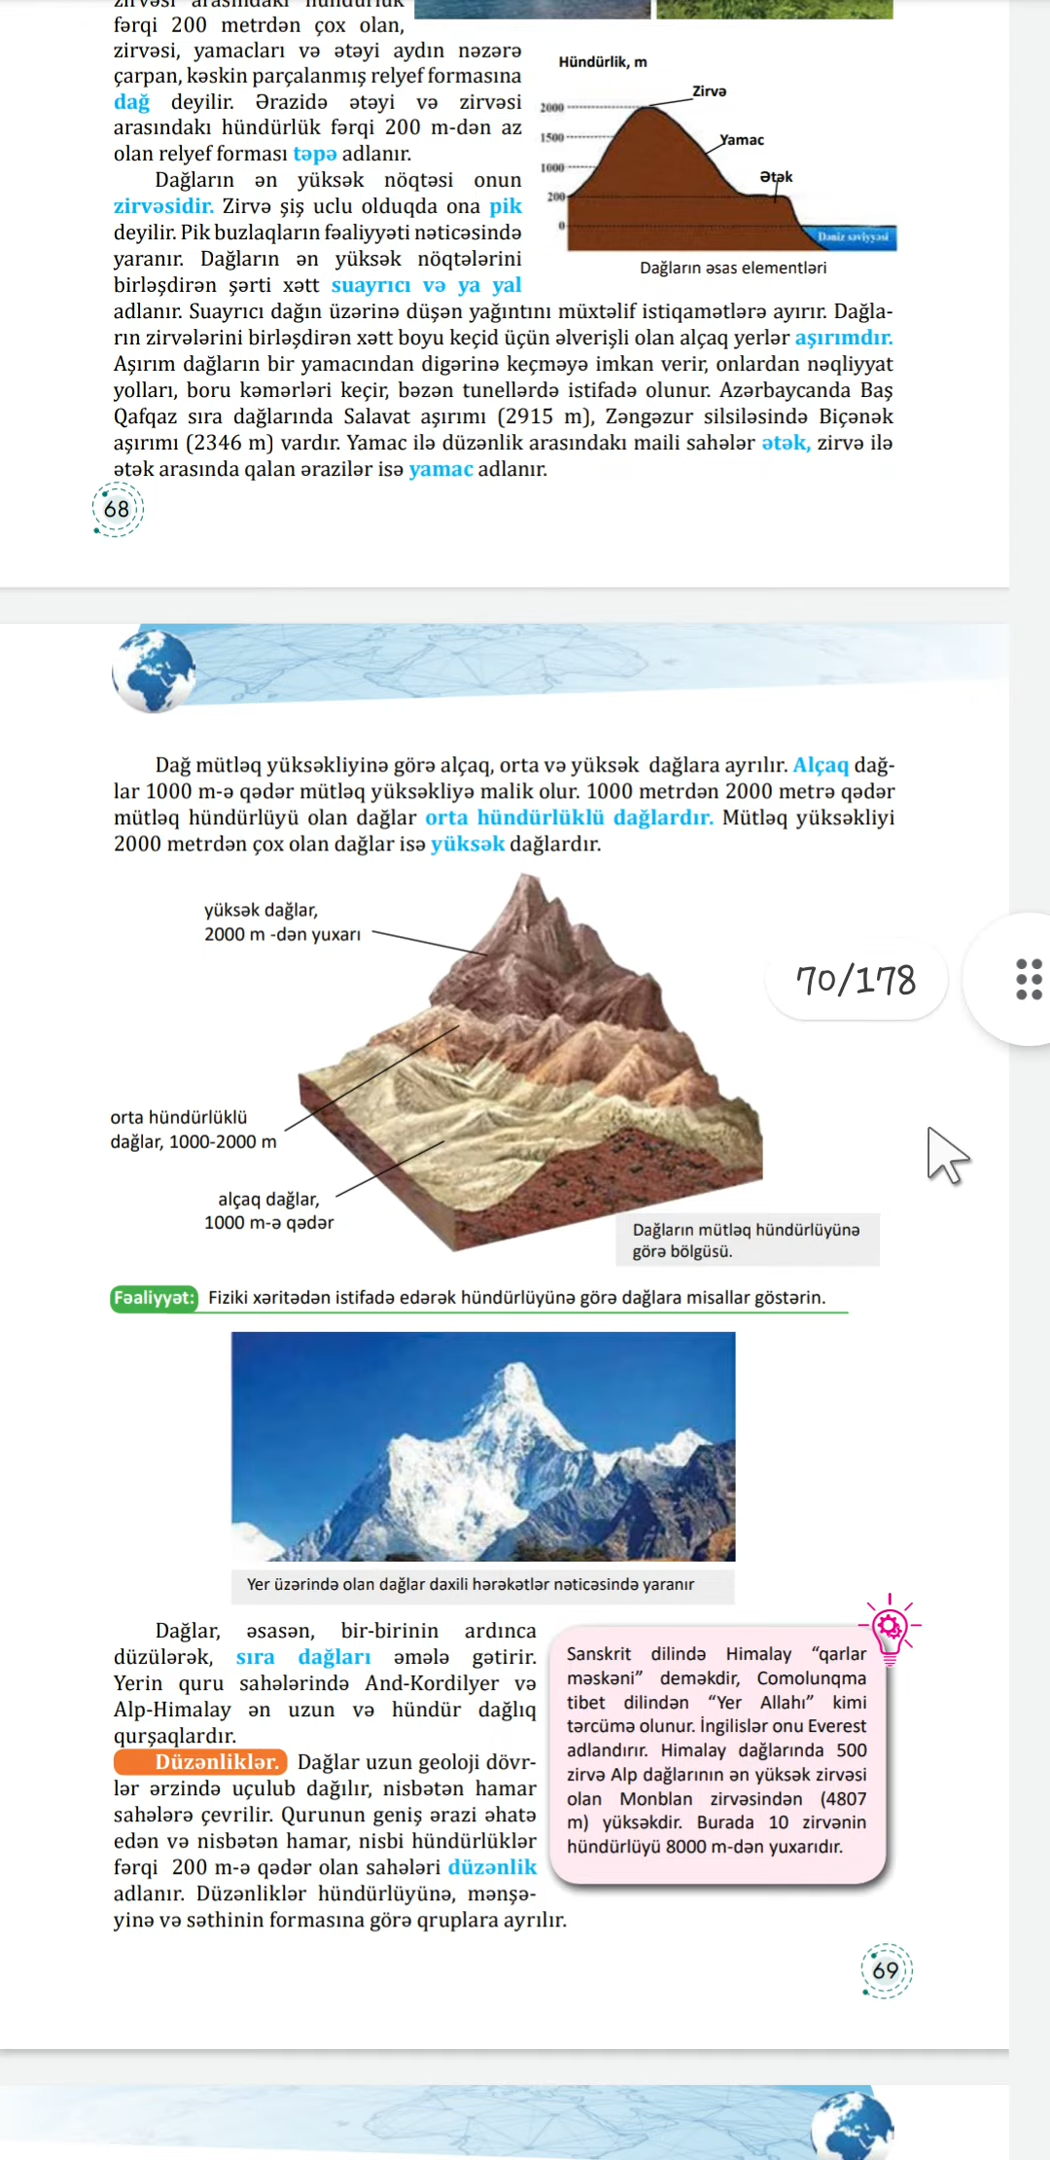 fərqi 200 metrdən çox olan,
zirvəsi, yamacları və ətəyi aydın nəzərə
çarpan, kəskin parçalanmış relyef formasına
dağ deyilir. Ərazidə ətəyi və zirvəsi
arasındakı hündürlük fərqi 200 m-dən az
olan relyef forması təpə adlanır.
Dağların ən yüksək nöqtəsi onun
zirvəsidir. Zirvə şiş uclu olduqda ona pik
deyilir. Pik buzlaqların fəaliyyəti nəticəsində
yaranır. Dağların ən yüksək nöqtələrini
birləşdirən şərti xətt suayrıcı və ya yal
adlanır. Suayrıcı dağın üzərinə düşən yağıntını müxtəlif istiqamətlərə ayırır. Dağla-
rın zirvələrini birləşdirən xətt boyu keçid üçün əlverişli olan alçaq yerlər aşırımdır.
Aşırım dağların bir yamacından digərinə keçməyə imkan verir, onlardan nəqliyyat
yolları, boru kəmərləri keçir, bəzən tunellərdə istifadə olunur. Azərbaycanda Baş
Qafqaz sıra dağlarında Salavat aşırımı (2915 m), Zəngəzur silsiləsində Biçənək
aşırımı (2346 m) vardır. Yamac ilə düzənlik arasındakı maili sahələr ətək, zirvə ilə
ətək arasında qalan ərazilər isə yamac adlanır.
Hündürlik, m
Zirvə
2000
1500
Yamac
1000
Ətək
200
0
Dəniz səviyyəsi
Dağların əsas elementləri
68
Dağ mütləq yüksəkliyinə görə alçaq, orta və yüksək dağlara ayrılır. Alçaq dağ-
lar 1000 m-ə qədər mütləq yüksəkliyə malik olur. 1000 metrdən 2000 metrə qədər
mütləq hündürlüyü olan dağlar orta hündürlüklü dağlardır. Mütləq yüksəkliyi
2000 metrdən çox olan dağlar isə yüksək dağlardır.
yüksək dağlar,
2000 m -dən yuxarı
70/178
orta hündürlüklü
dağlar, 1000-2000 m
alçaq dağlar,
1000 m-ə qədər
Dağların mütləq hündürlüyünə
görə bölgüsü.
Fəaliyyət: Fiziki xəritədən istifadə edərək hündürlüyünə görə dağlara misallar göstərin.
Yer üzərində olan dağlar daxili hərəkətlər nəticəsində yaranır
Dağlar, əsasən, bir-birinin ardınca
düzülərək, sıra dağları əmələ gətirir.
Yerin quru sahələrində And-Kordilyer və
Alp-Himalay ən uzun və hündür dağlıq
qurşaqlardır.
Düzənliklər. Dağlar uzun geoloji dövr-
lər ərzində uçulub dağılır, nisbətən hamar
sahələrə çevrilir. Qurunun geniş ərazi əhatə
edən və nisbətən hamar, nisbi hündürlüklər
fərqi 200 m-ə qədər olan sahələri düzənlik
adlanır. Düzənliklər hündürlüyünə, mənşə-
yinə və səthinin formasına görə qruplara ayrılır.
Sanskrit dilində Himalay “qarlar
məskəni” deməkdir, Comolunqma
tibet dilindən “Yer Allahı” kimi
tərcümə olunur. İngilislər onu Everest
adlandırır. Himalay dağlarında 500
zirvə Alp dağlarının ən yüksək zirvəsi
olan Monblan zirvəsindən (4807
m) yüksəkdir. Burada 10 zirvənin
hündürlüyü 8000 m-dən yuxarıdır.
69